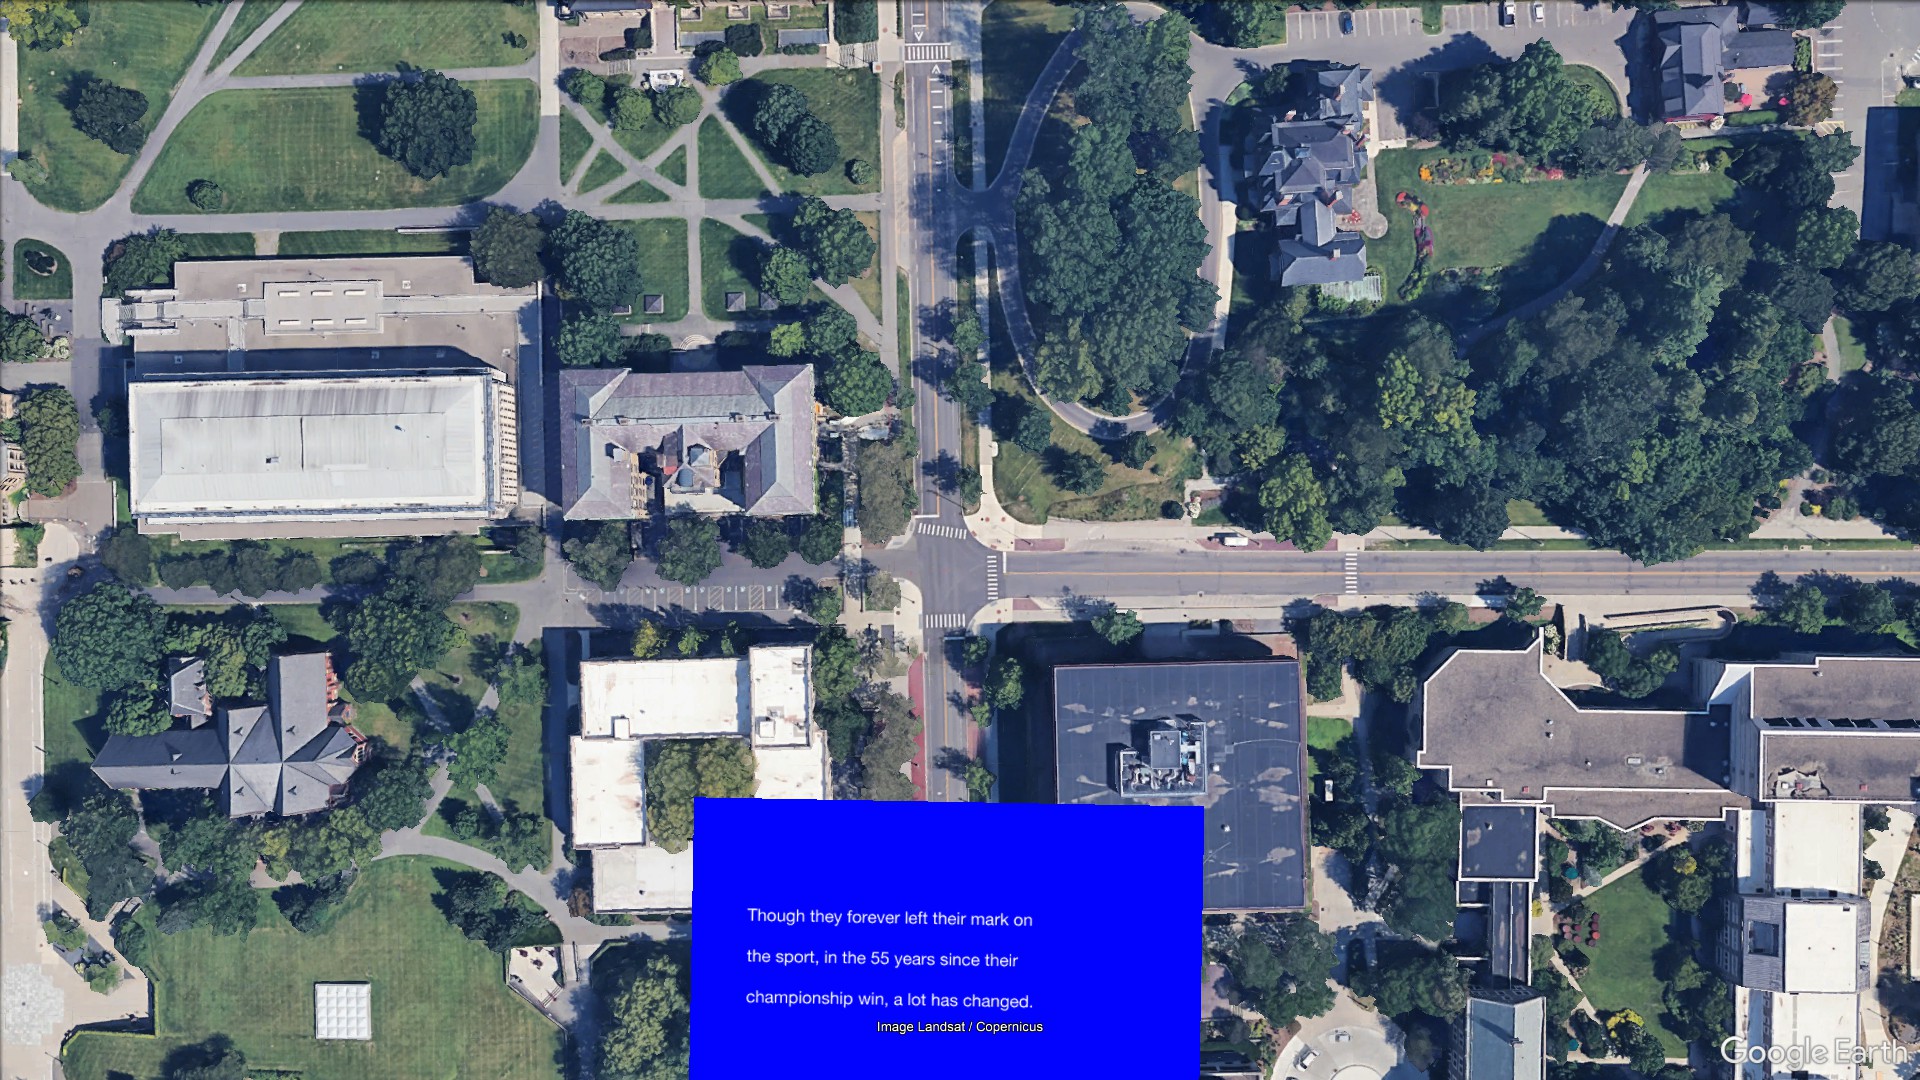 Though they forever left their mark on
the sport, in the 55 years since their
championship win, a lot has changed.
Image Landsat / Copernicus
Google Earth